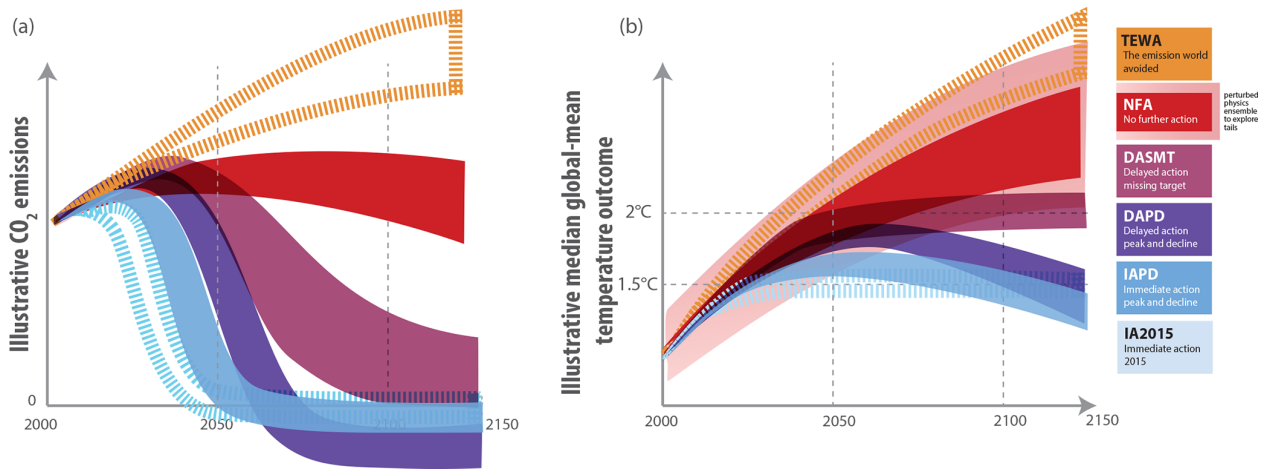 (a)
Illustrative CO2 emissions
0
2000
2050
2100
2150
(b)
Illustrative median global-mean
temperature outcome
2°C
1.5°C
2000
2050
2100
2150
TEWA
The emission world
avoided
NFA
No further action
perturbed
physics
ensemble
to explore
tails
DASMT
Delayed action
missing target
DAPD
Delayed action
peak and decline
IAPD
Immediate action
peak and decline
IA2015
Immediate action
2015